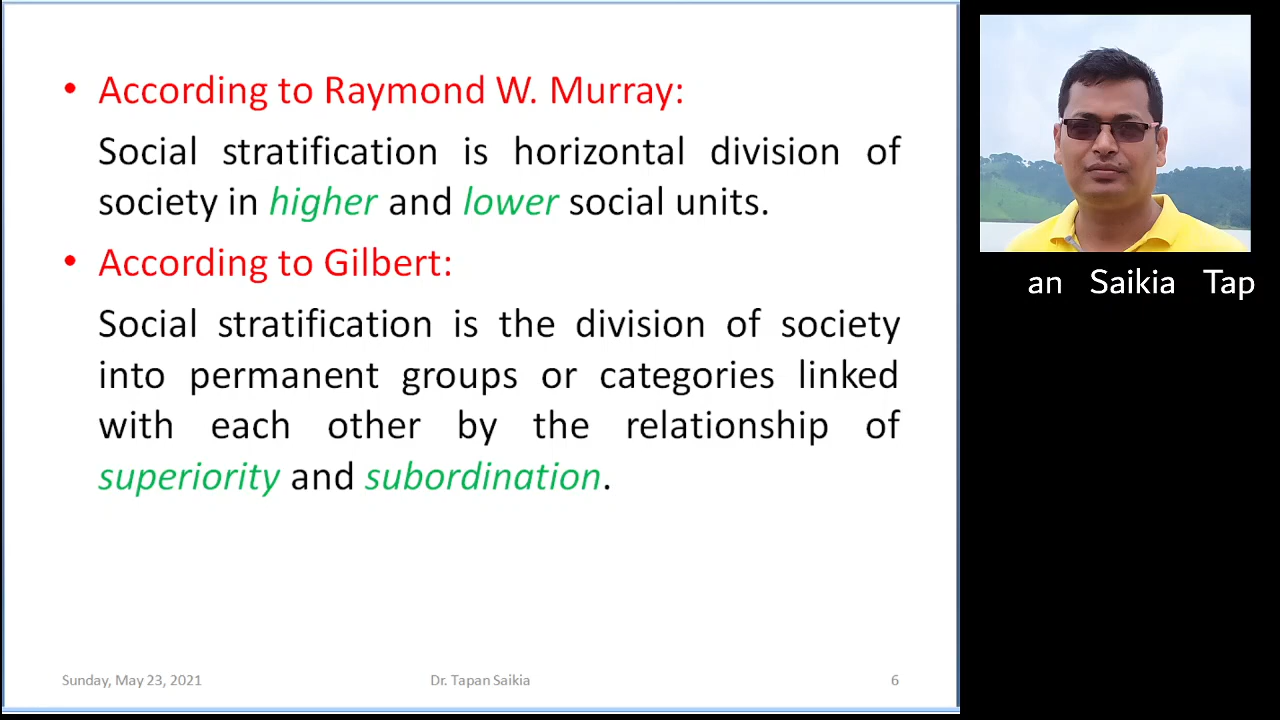 • According to Raymond W. Murray:
Social stratification is horizontal division of
society in higher and lower social units.
• According to Gilbert:
Social stratification is the division of society
into permanent groups or categories linked
with each other by the relationship of
superiority and subordination.
Sunday, May 23, 2021
Dr. Tapan Saikia
6
an Saikia Tap